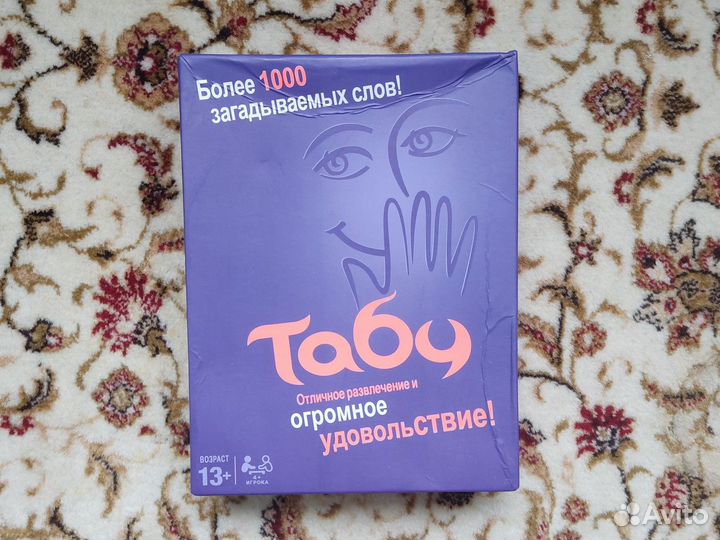 Более 1000
загадываемых слов!
Табу
Отличное развлечение и
огромное
удовольствие!
ВОЗРАСТ
13+
4+
ИГРОКА
Avito